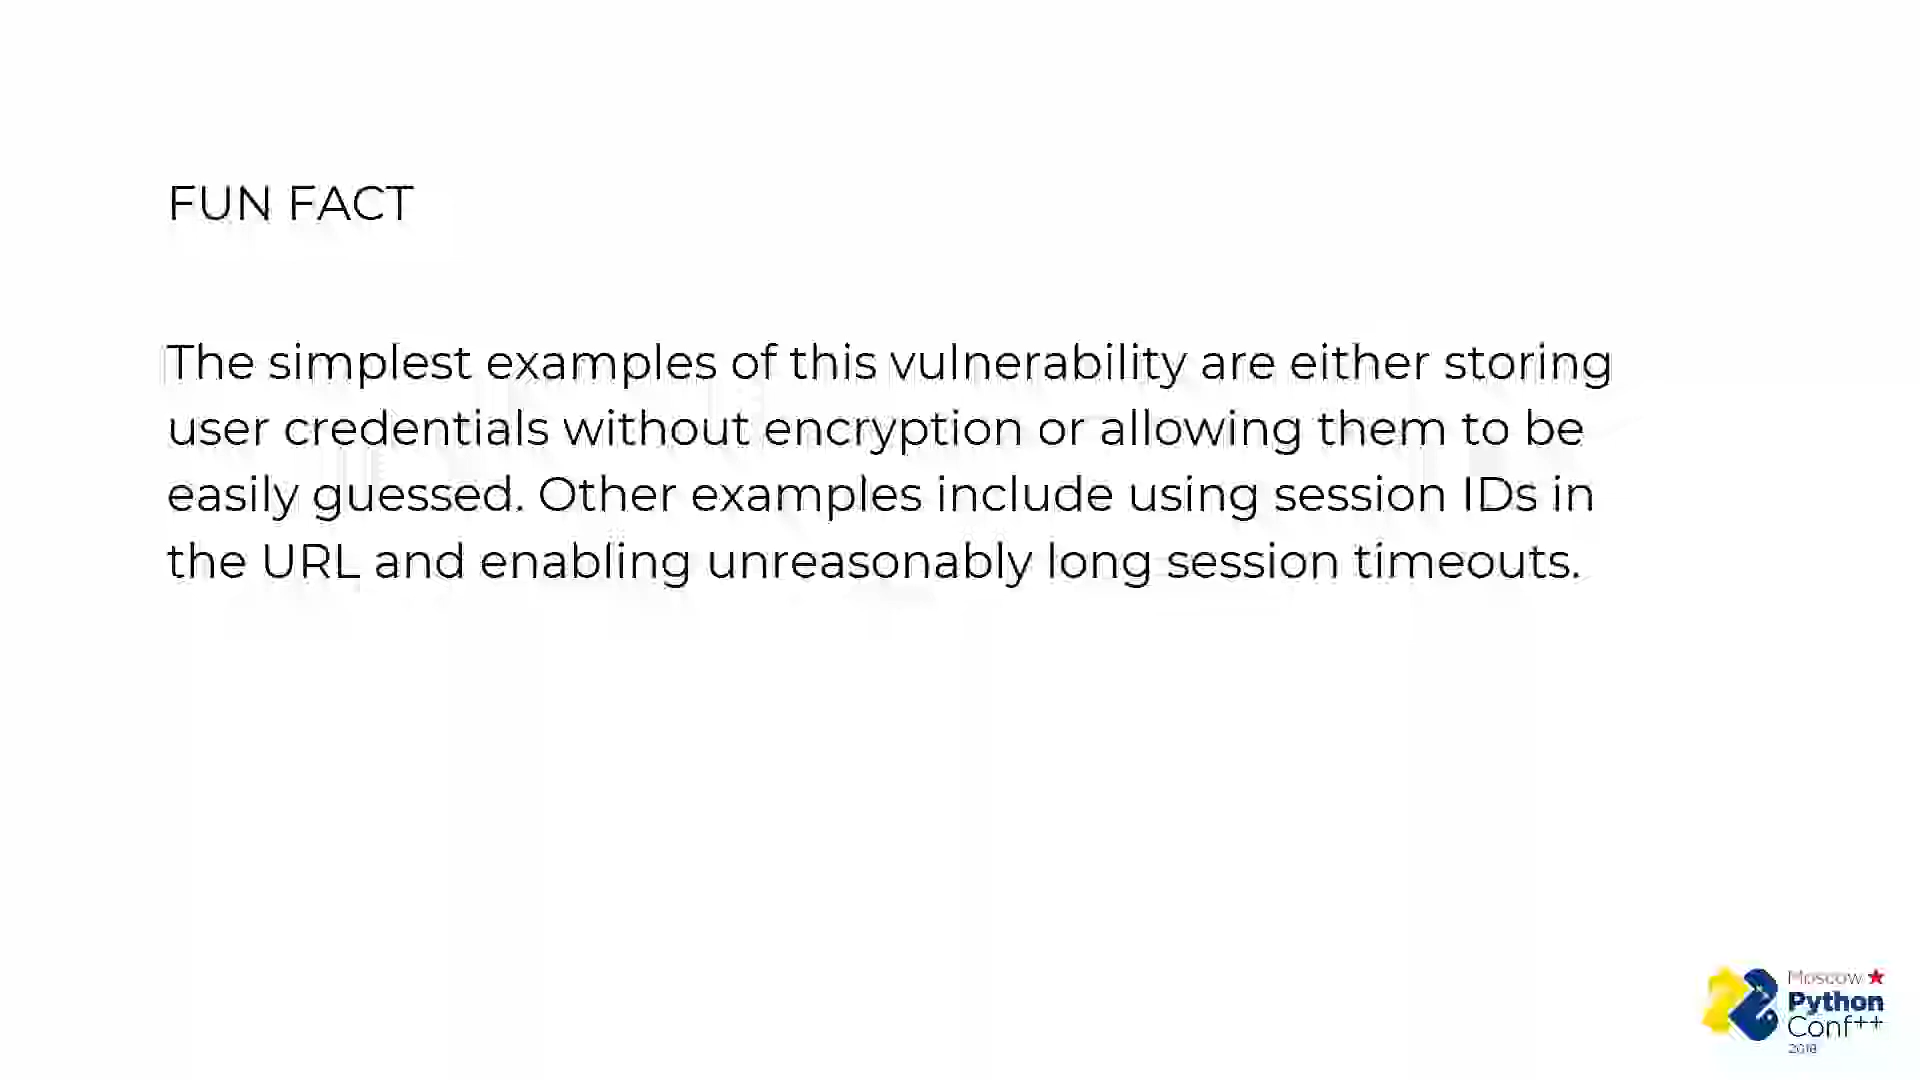 FUN FACT
The simplest examples of this vulnerability are either storing
user credentials without encryption or allowing them to be
easily guessed. Other examples include using session IDs in
the URL and enabling unreasonably long session timeouts.
Moscow
Python
Conf++
2018